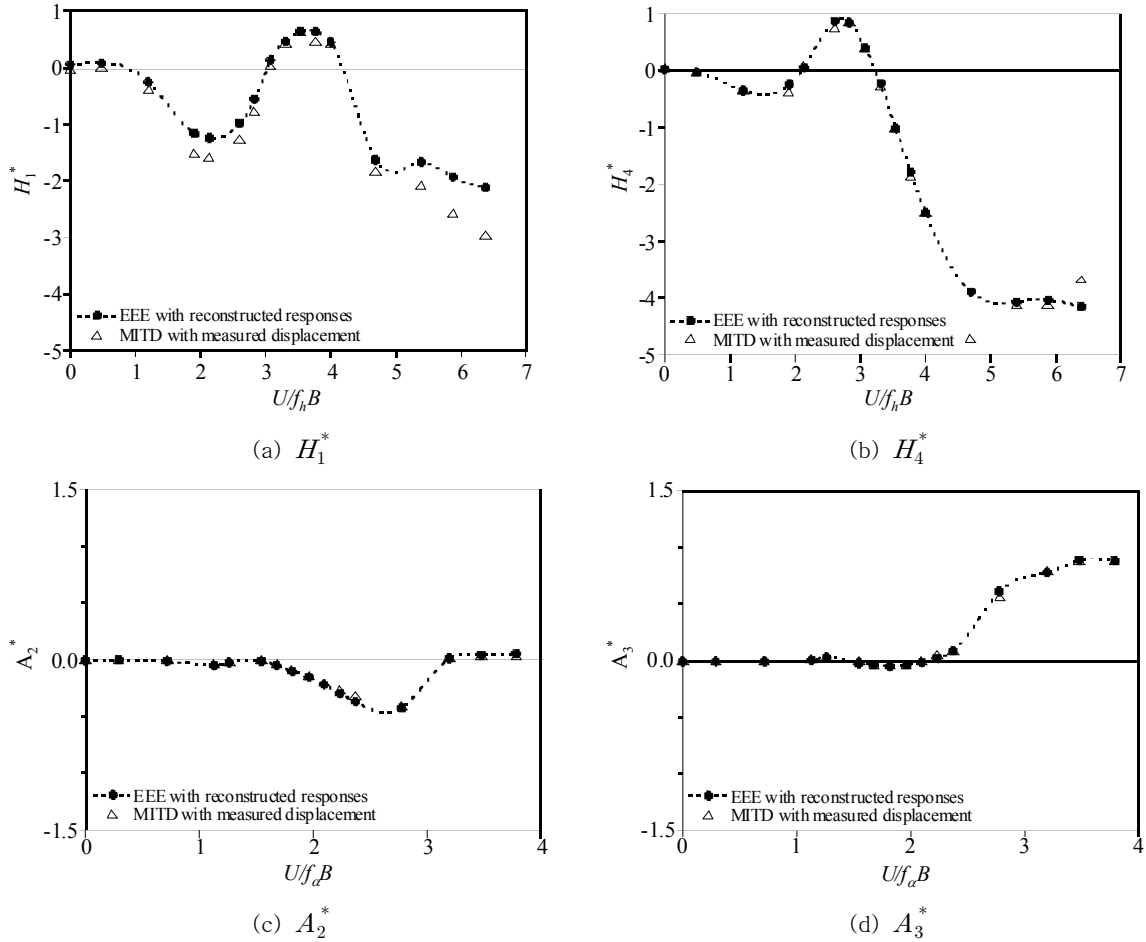 1
0
-1
-2
-3
-4
-5
H₁*
EEE with reconstructed responses
MITD with measured displacement
0 1 2 3 4 5 6 7
U/fₕB
(a) H₁*
1
0
-1
-2
-3
-4
-5
H₄*
EEE with reconstructed responses
MITD with measured displacement
0 1 2 3 4 5 6 7
U/fₕB
(b) H₄*
1.5
0.0
-1.5
A₂*
EEE with reconstructed responses
MITD with measured displacement
0 1 2 3 4
U/fαB
(c) A₂*
1.5
0.0
-1.5
A₃*
EEE with reconstructed responses
MITD with measured displacement
0 1 2 3 4
U/fαB
(d) A₃*